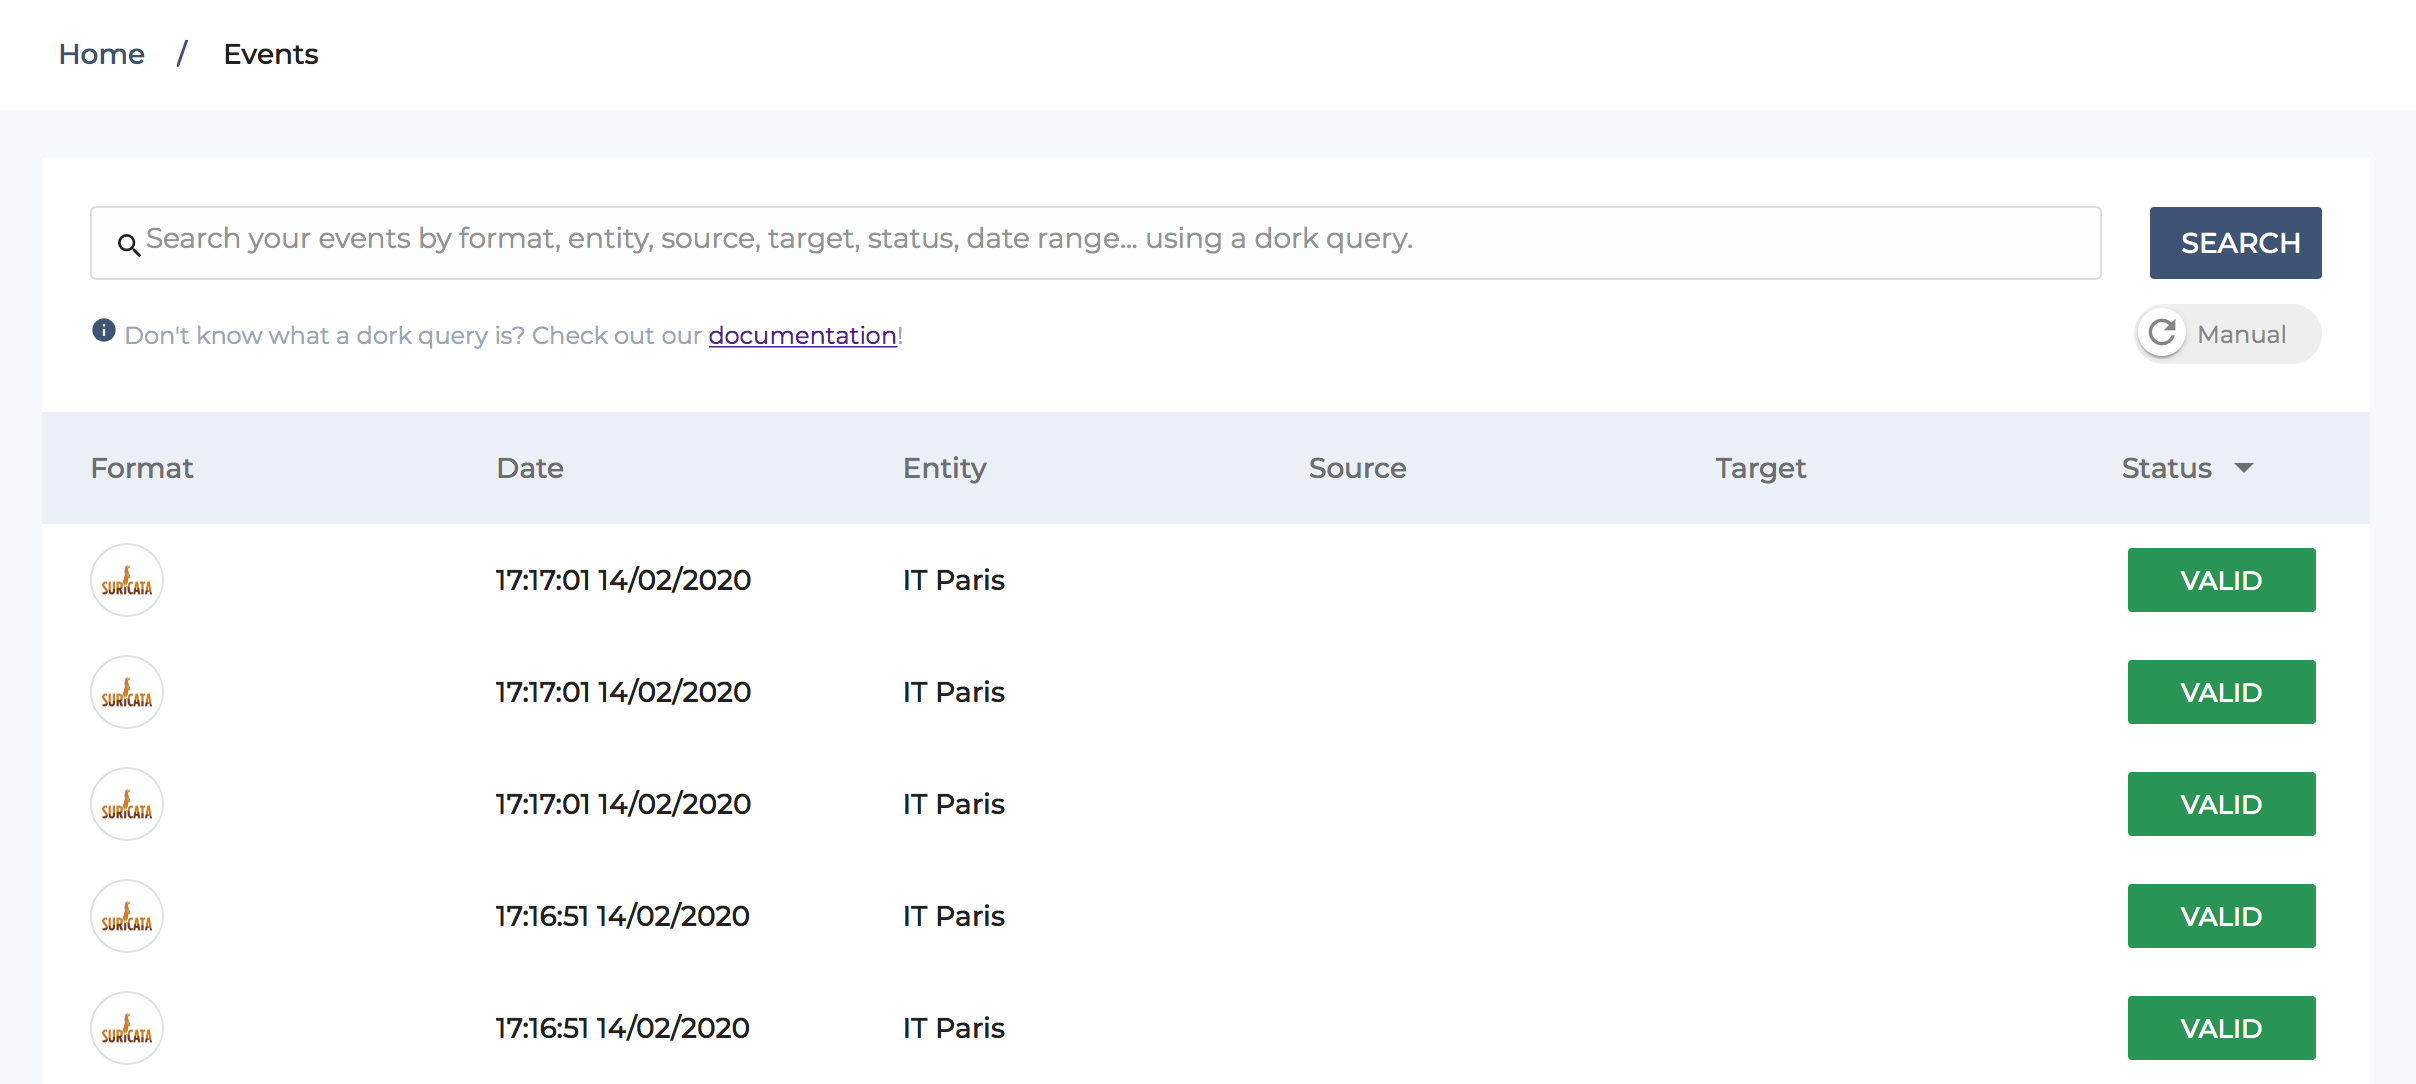 Home / Events
Search your events by format, entity, source, target, status, date range... using a dork query.
SEARCH
Don't know what a dork query is? Check out our documentation!
Manual
Format Date Entity Source Target Status
SURICATA 17:17:01 14/02/2020 IT Paris VALID
SURICATA 17:17:01 14/02/2020 IT Paris VALID
SURICATA 17:17:01 14/02/2020 IT Paris VALID
SURICATA 17:16:51 14/02/2020 IT Paris VALID
SURICATA 17:16:51 14/02/2020 IT Paris VALID